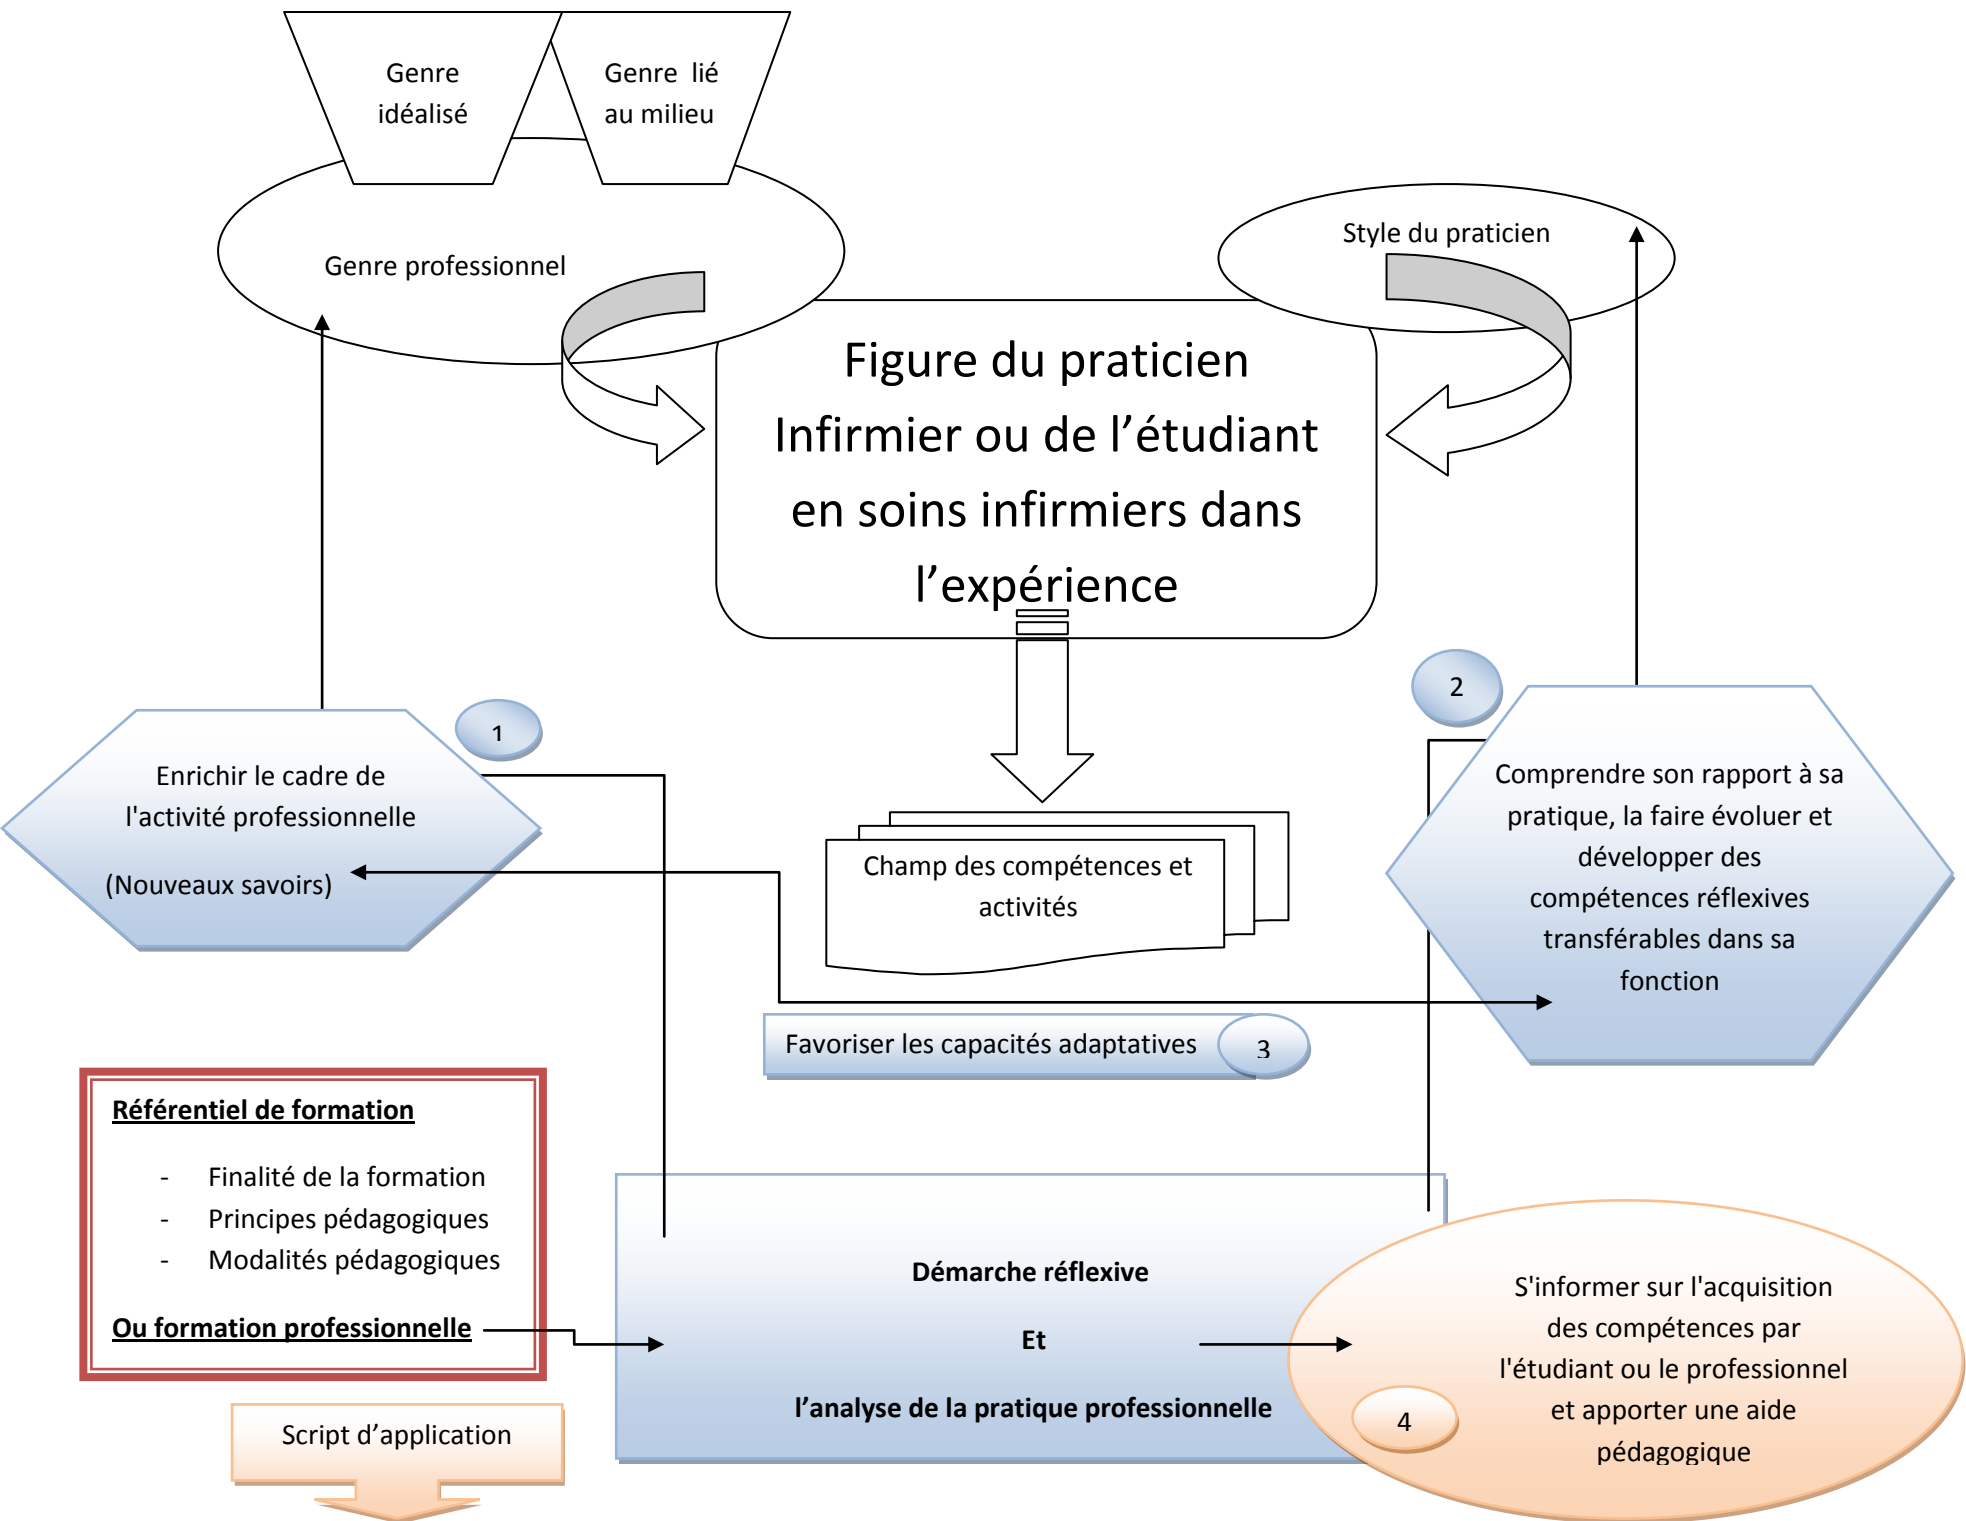 Genre
idéalisé
Genre lié
au milieu
Genre professionnel
Style du praticien
Figure du praticien
Infirmier ou de l’étudiant
en soins infirmiers dans
l’expérience
1
2
Enrichir le cadre de
l'activité professionnelle
(Nouveaux savoirs)
Comprendre son rapport à sa
pratique, la faire évoluer et
développer des
compétences réflexives
transférables dans sa
fonction
Champ des compétences et
activités
Favoriser les capacités adaptatives
3
Référentiel de formation
- Finalité de la formation
- Principes pédagogiques
- Modalités pédagogiques
Ou formation professionnelle
Démarche réflexive
Et
l’analyse de la pratique professionnelle
S'informer sur l'acquisition
des compétences par
l'étudiant ou le professionnel
et apporter une aide
pédagogique
4
Script d’application